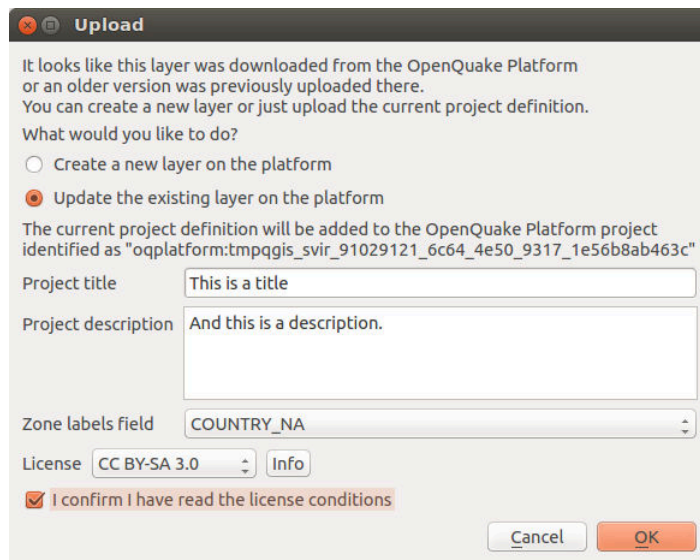 Upload
It looks like this layer was downloaded from the OpenQuake Platform
or an older version was previously uploaded there.
You can create a new layer or just upload the current project definition.
What would you like to do?
Create a new layer on the platform
Update the existing layer on the platform
The current project definition will be added to the OpenQuake Platform project
identified as "oqplatform:tmpqgis_svir_91029121_6c64_4e50_9317_1e56b8ab463c"
Project title This is a title
Project description And this is a description.
Zone labels field COUNTRY_NA
License CC BY-SA 3.0 Info
I confirm I have read the license conditions
Cancel OK